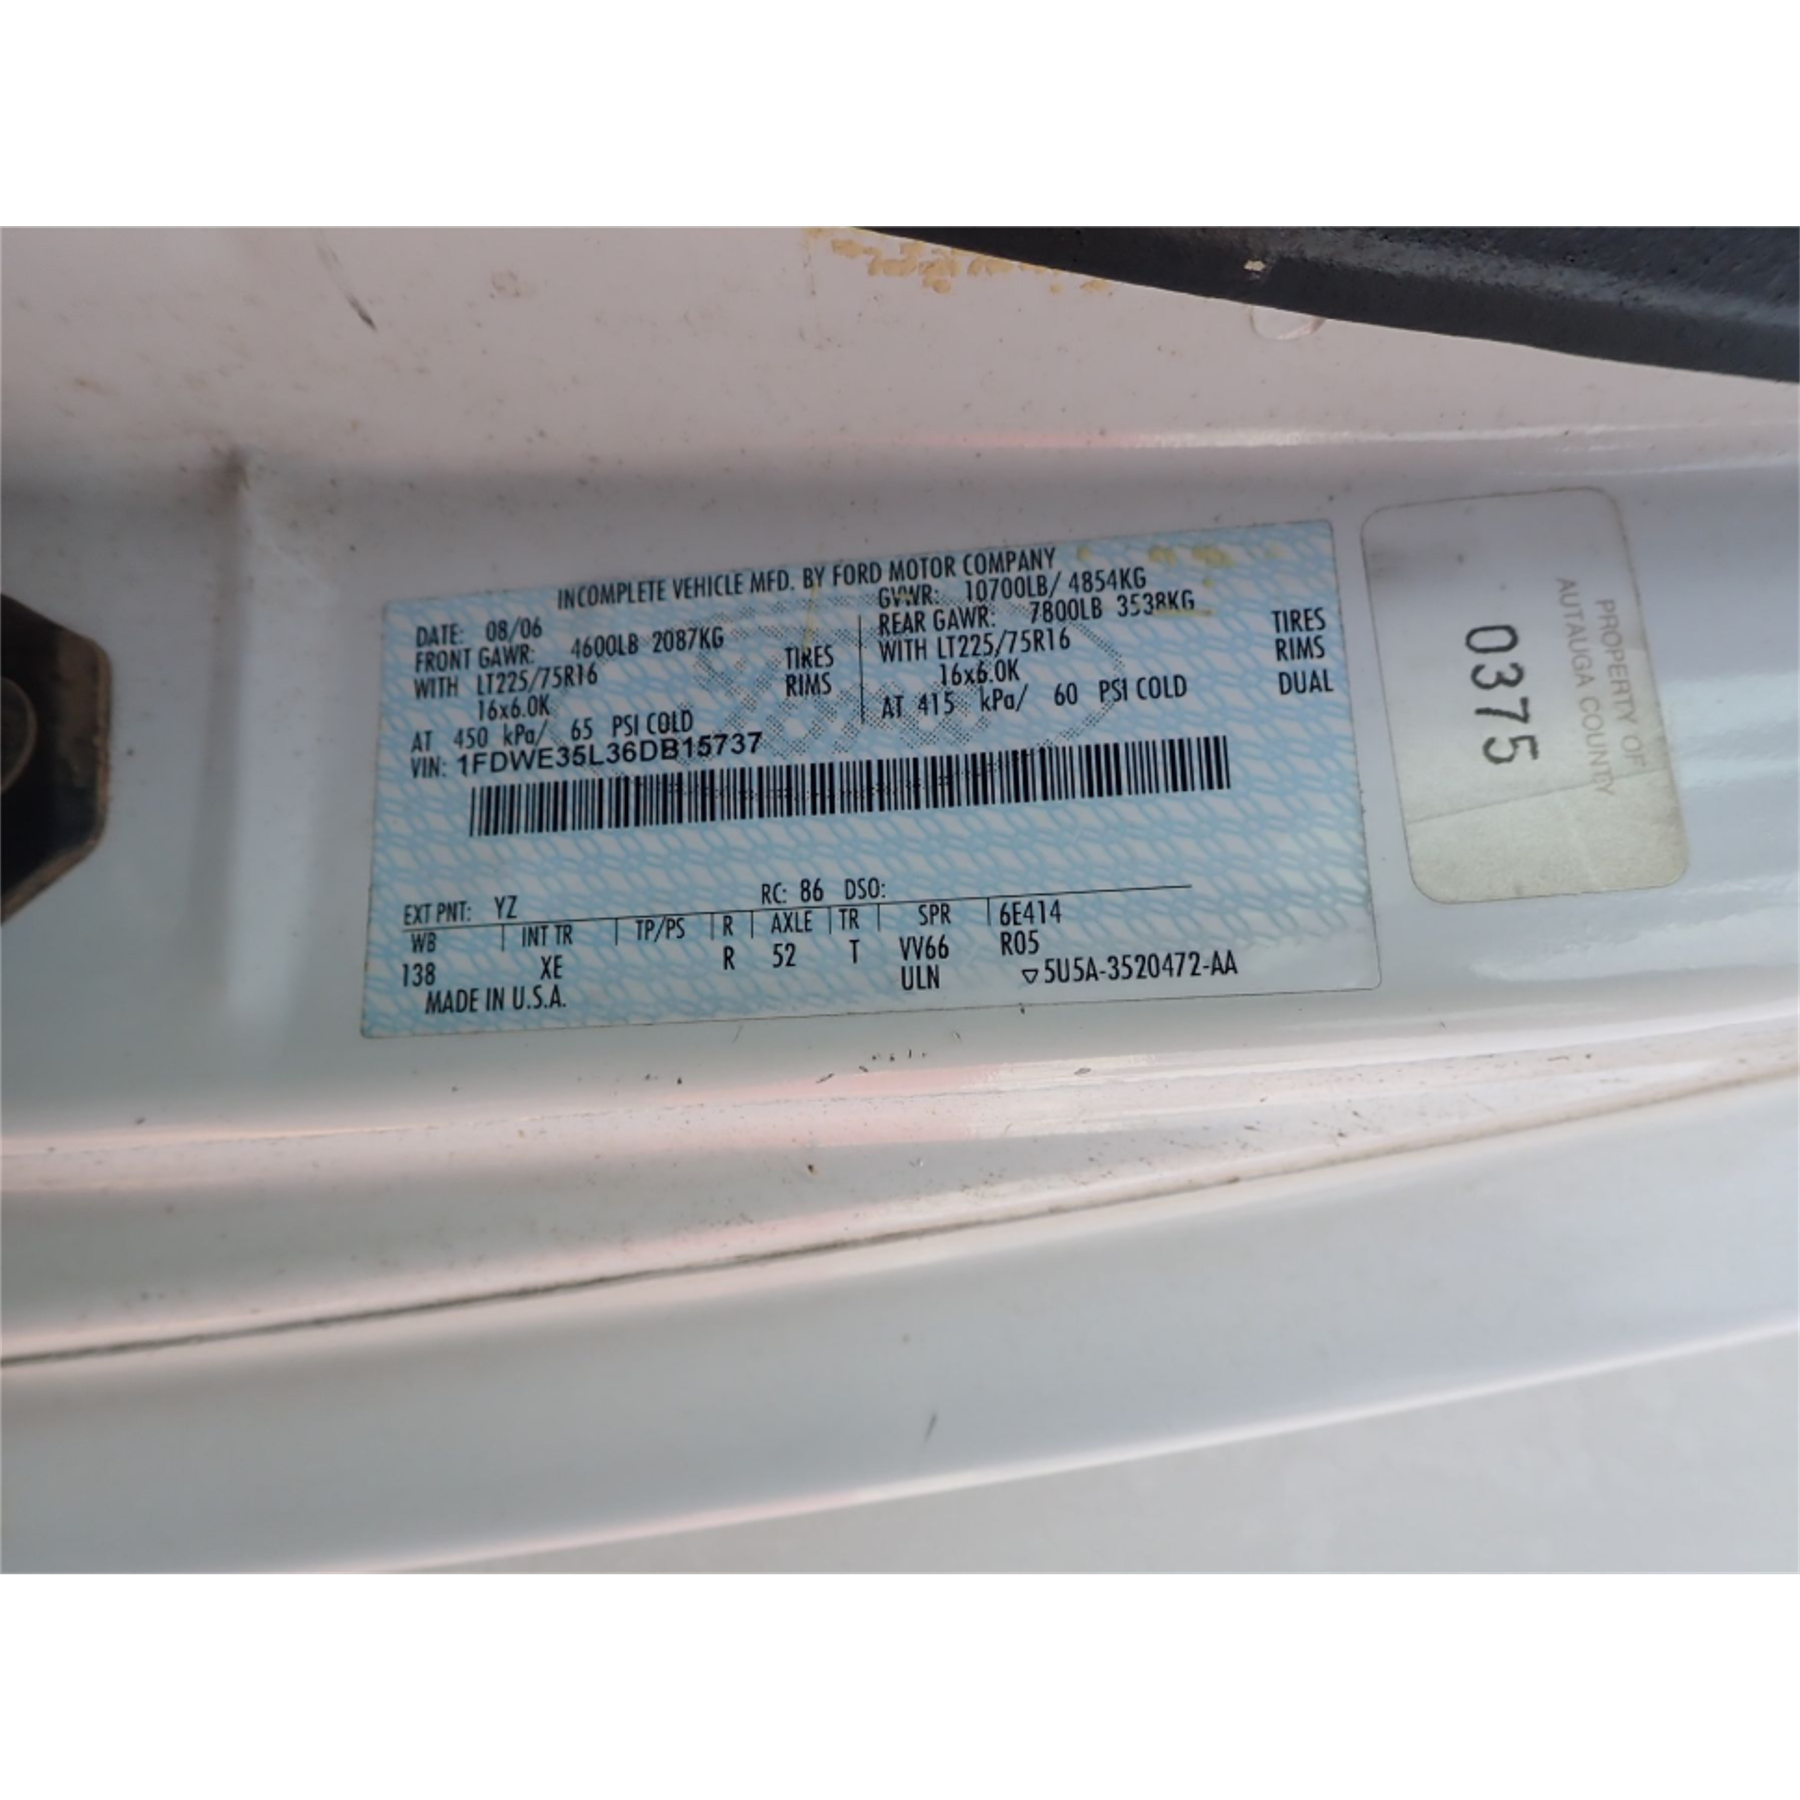 INCOMPLETE VEHICLE MFD. BY FORD MOTOR COMPANY
DATE: 08/06 GVWR: 10700LB/ 4854KG
FRONT GAWR: 4600LB 2087KG REAR GAWR: 7800LB 3538KG
WITH LT225/75R16 TIRES WITH LT225/75R16 TIRES
16x6.0K RIMS 16x6.0K RIMS
AT 450 kPa/ 65 PSI COLD AT 415 kPa/ 60 PSI COLD DUAL
VIN: 1FDWE35L36DB15737
EXT PNT: YZ RC: 86 DSO:
WB INT TR TP/PS R AXLE TR SPR 6E414
138 XE R 52 T VV66 R05
MADE IN U.S.A. ULN ▽5U5A-3520472-AA
PROPERTY OF
AUTAUGA COUNTY
0375